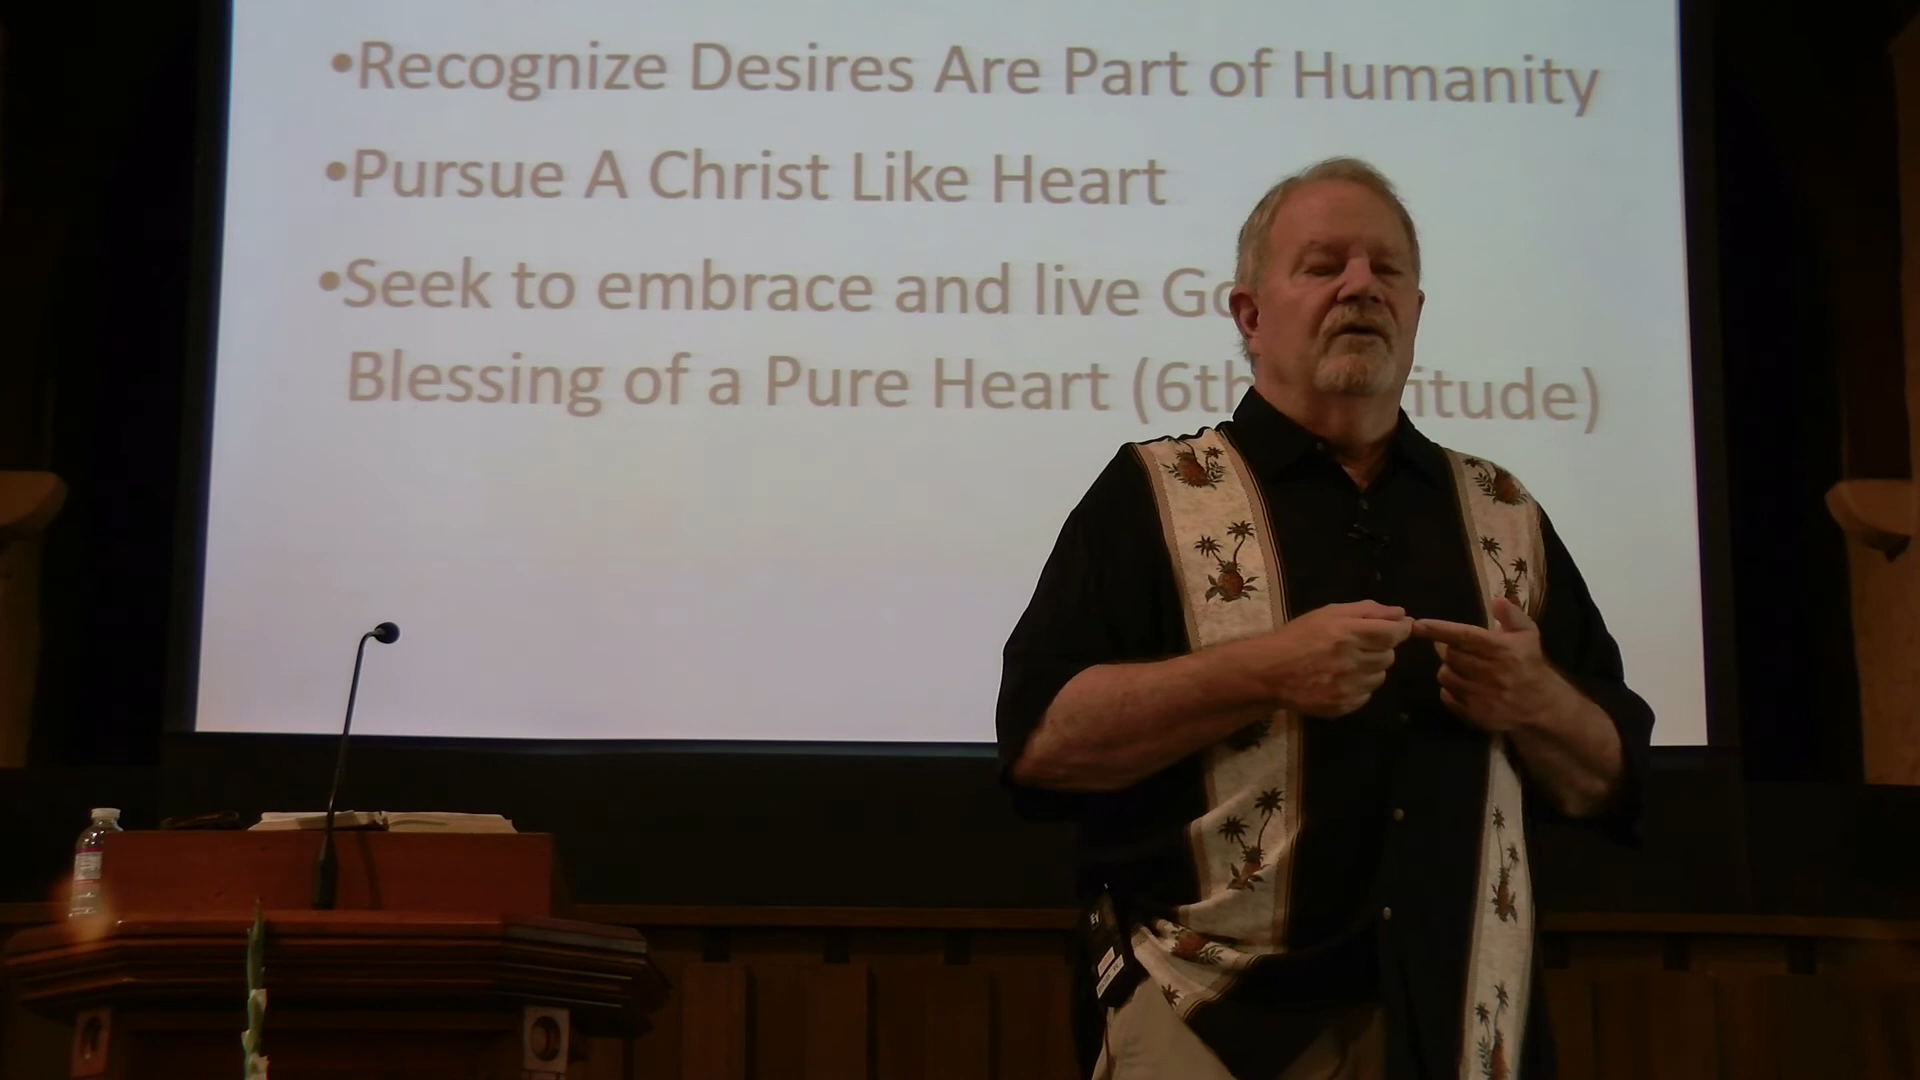 •Recognize Desires Are Part of Humanity
•Pursue A Christ Like Heart
•Seek to embrace and live
Blessing of a Pure Heart (6th